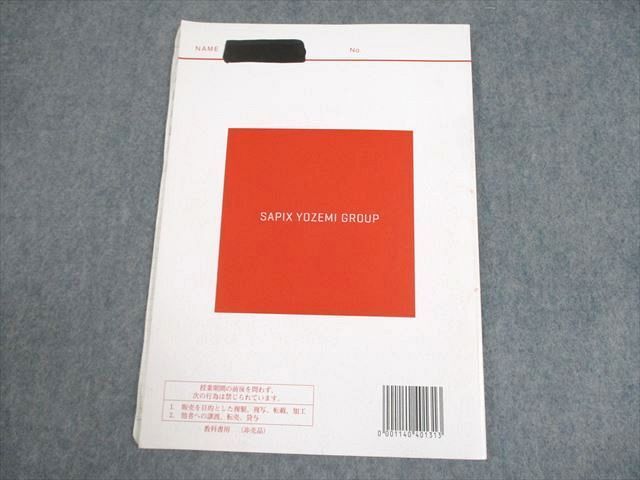 NAME
No
SAPIX YOZEMI GROUP
授業期間の前後を問わず、
次の行為は禁じられています。
1. 販売を目的とした複製、複写、転載、加工
2. 他者への譲渡、転売、貸与
教科書用 （非売品）
0001140401313